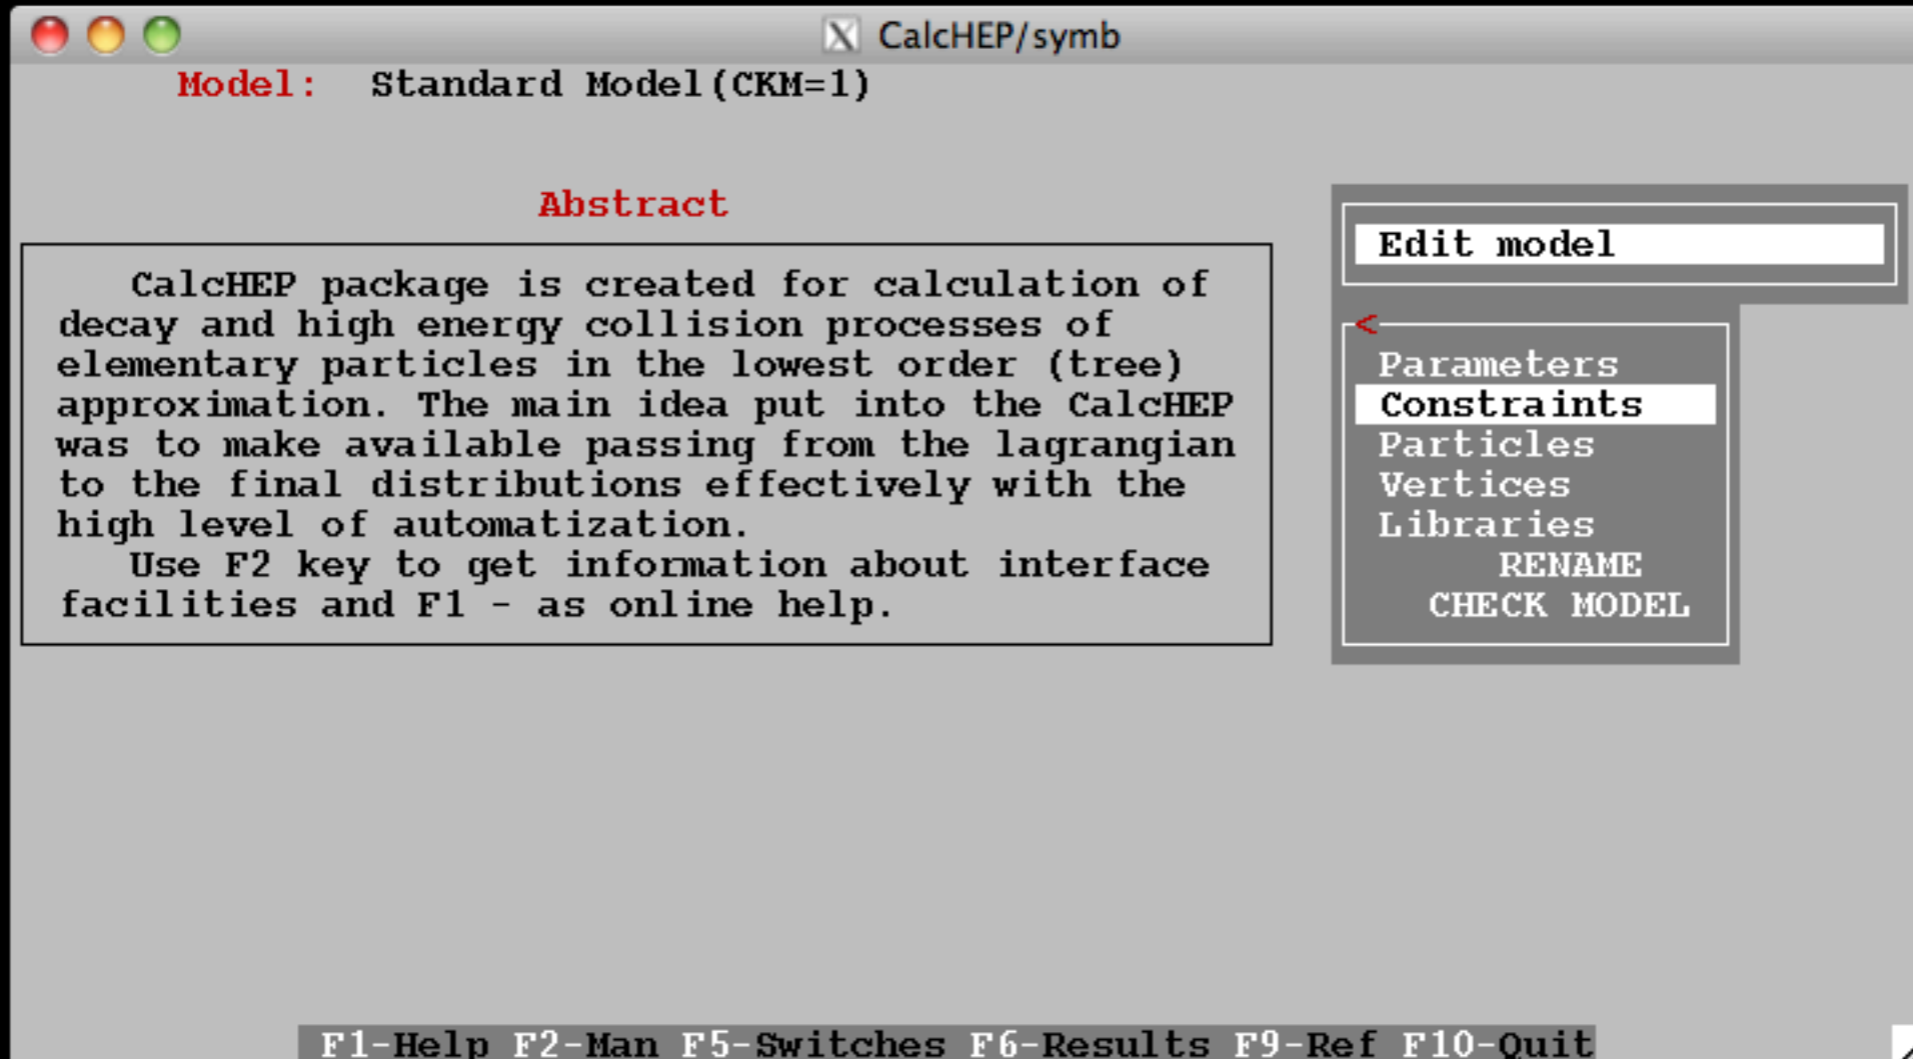 CalcHEP/symb
Model: Standard Model(CKM=1)
Abstract
CalcHEP package is created for calculation of
decay and high energy collision processes of
elementary particles in the lowest order (tree)
approximation. The main idea put into the CalcHEP
was to make available passing from the lagrangian
to the final distributions effectively with the
high level of automatization.
Use F2 key to get information about interface
facilities and F1 - as online help.
Edit model
<
Parameters
Constraints
Particles
Vertices
Libraries
RENAME
CHECK MODEL
F1-Help F2-Man F5-Switches F6-Results F9-Ref F10-Quit